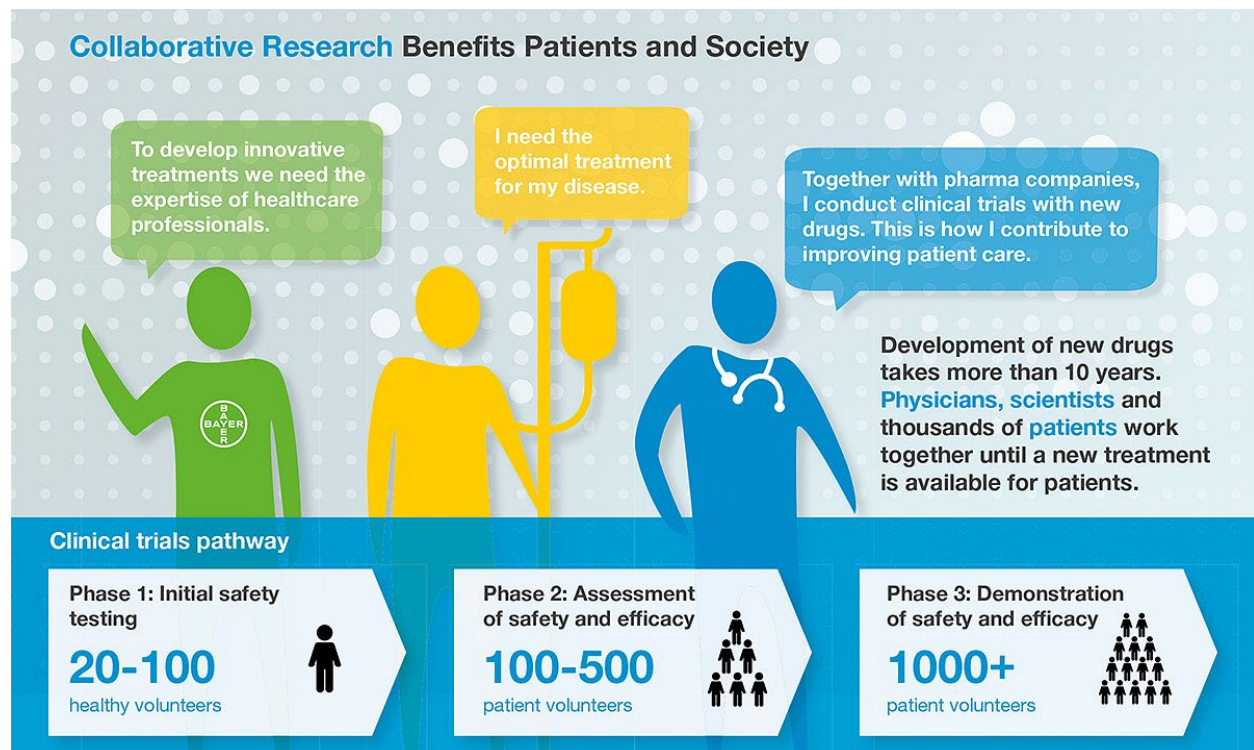 Collaborative Research Benefits Patients and Society
To develop innovative
treatments we need the
expertise of healthcare
professionals.
I need the
optimal treatment
for my disease.
Together with pharma companies,
I conduct clinical trials with new
drugs. This is how I contribute to
improving patient care.
BAYER
BAYER
Development of new drugs
takes more than 10 years.
Physicians, scientists and
thousands of patients work
together until a new treatment
is available for patients.
Clinical trials pathway
Phase 1: Initial safety
testing
20-100
healthy volunteers
Phase 2: Assessment
of safety and efficacy
100-500
patient volunteers
Phase 3: Demonstration
of safety and efficacy
1000+
patient volunteers